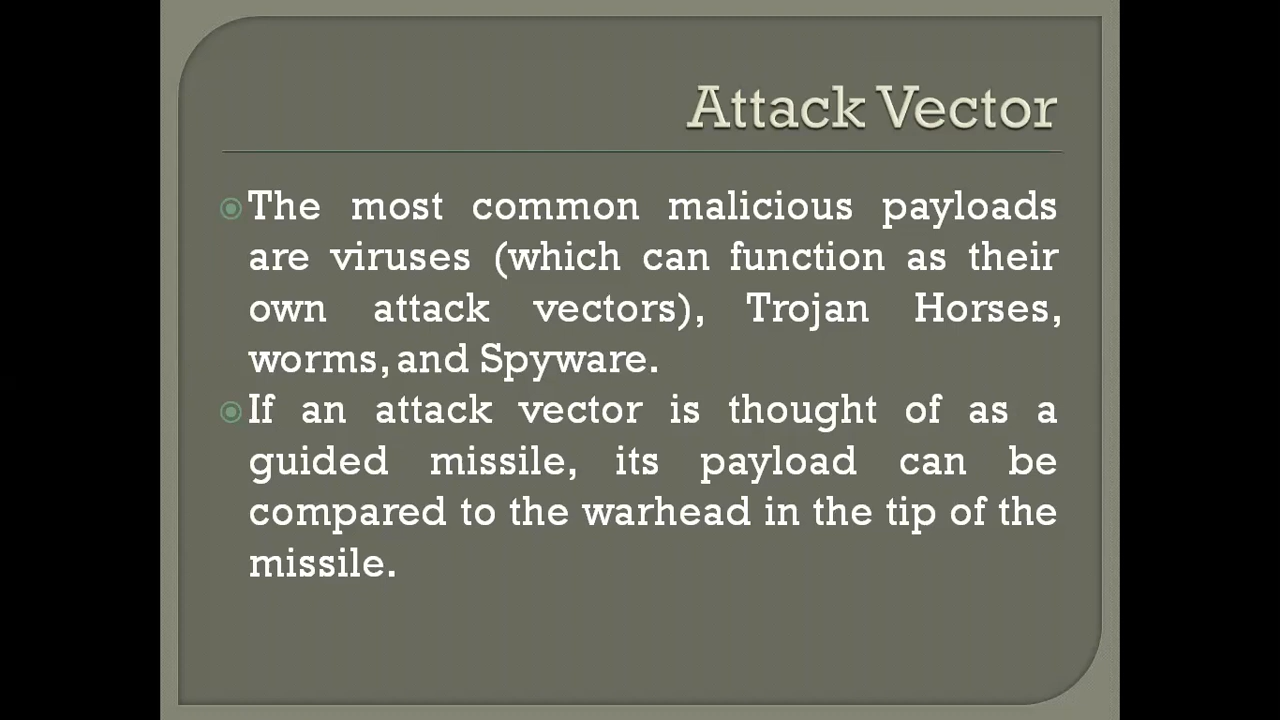 Attack Vector
The most common malicious payloads
are viruses (which can function as their
own attack vectors), Trojan Horses,
worms, and Spyware.
If an attack vector is thought of as a
guided missile, its payload can be
compared to the warhead in the tip of the
missile.